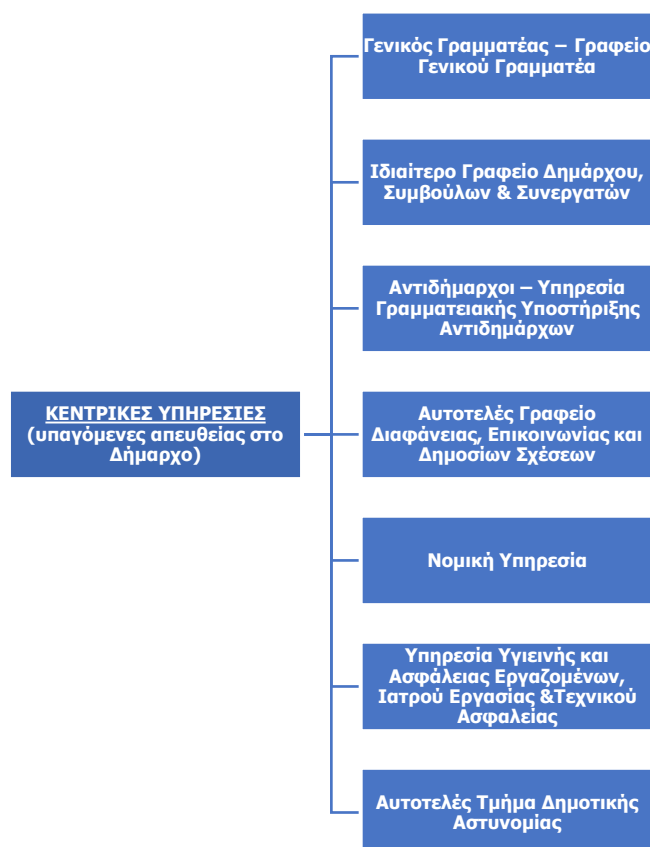 Γενικός Γραμματέας – Γραφείο
Γενικού Γραμματέα
Ιδιαίτερο Γραφείο Δημάρχου,
Συμβούλων & Συνεργατών
Αντιδήμαρχοι – Υπηρεσία
Γραμματειακής Υποστήριξης
Αντιδημάρχων
ΚΕΝΤΡΙΚΕΣ ΥΠΗΡΕΣΙΕΣ
(υπαγόμενες απευθείας στο
Δήμαρχο)
Αυτοτελές Γραφείο
Διαφάνειας, Επικοινωνίας και
Δημοσίων Σχέσεων
Νομική Υπηρεσία
Υπηρεσία Υγιεινής και
Ασφάλειας Εργαζομένων,
Ιατρού Εργασίας &Τεχνικού
Ασφαλείας
Αυτοτελές Τμήμα Δημοτικής
Αστυνομίας